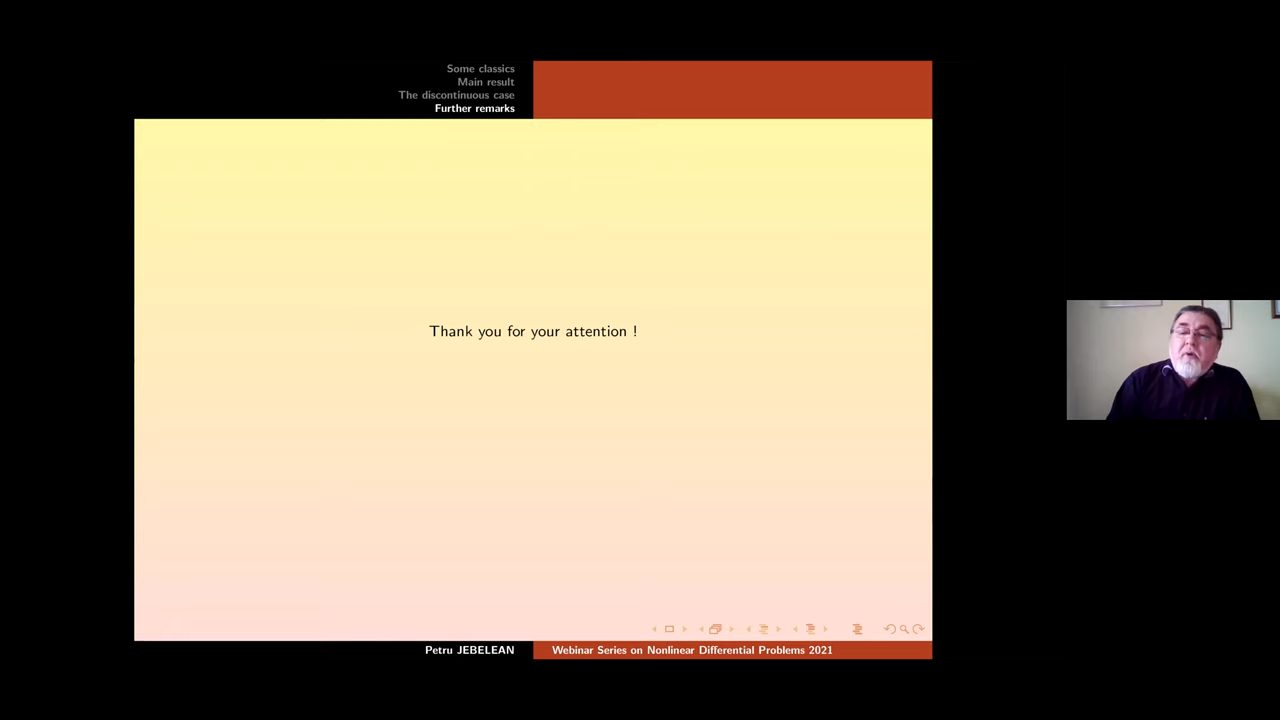 Some classics
Main result
The discontinuous case
Further remarks
Thank you for your attention !
Petru JEBELEAN
Webinar Series on Nonlinear Differential Problems 2021